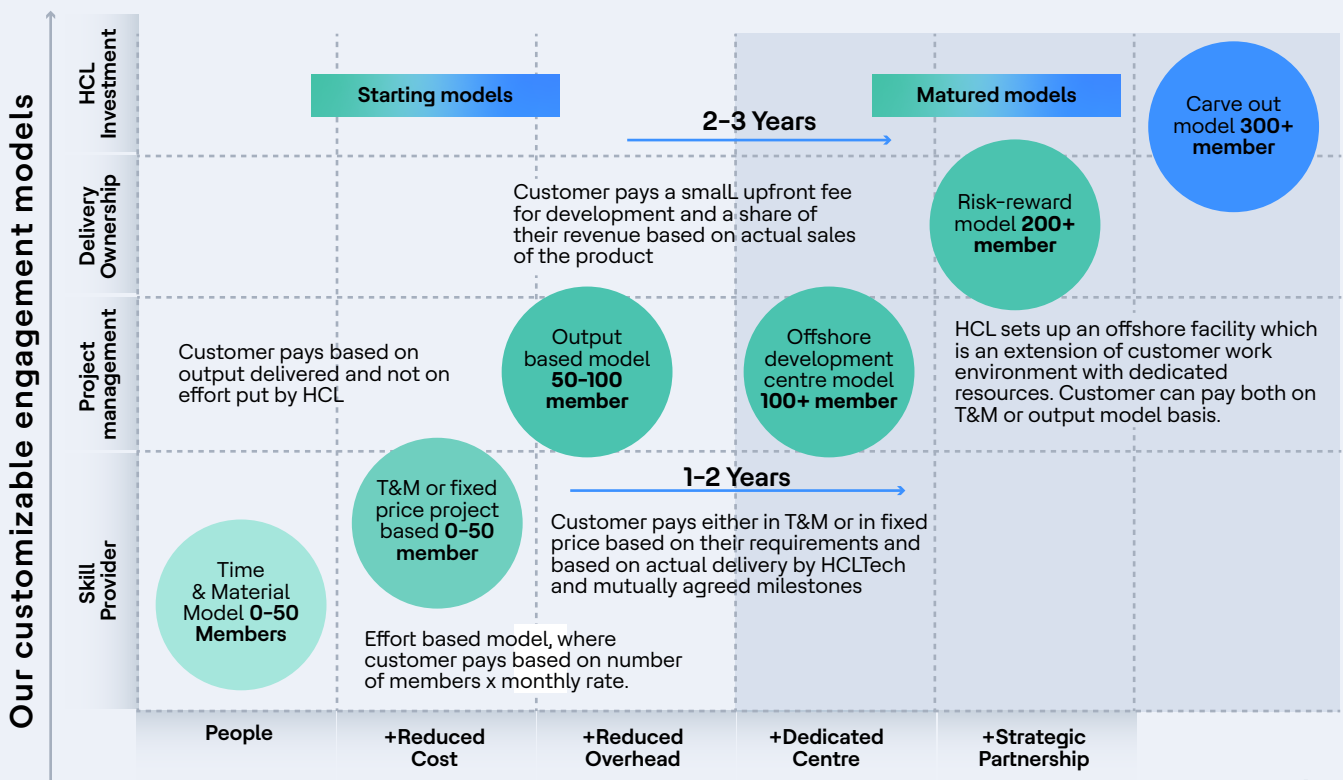 Our customizable engagement models
HCL
Investment
Delivery
Ownership
Project
management
Skill
Provider
Starting models
Matured models
2-3 Years
Carve out
model 300+
member
Customer pays a small upfront fee
for development and a share of
their revenue based on actual sales
of the product
Risk-reward
model 200+
member
Customer pays based on
output delivered and not on
effort put by HCL
Output
based model
50-100
member
Offshore
development
centre model
100+ member
HCL sets up an offshore facility which
is an extension of customer work
environment with dedicated
resources. Customer can pay both on
T&M or output model basis.
T&M or fixed
price project
based 0-50
member
1-2 Years
Customer pays either in T&M or in fixed
price based on their requirements and
based on actual delivery by HCLTech
and mutually agreed milestones
Time
& Material
Model 0-50
Members
Effort based model, where
customer pays based on number
of members x monthly rate.
People
+Reduced
Cost
+Reduced
Overhead
+Dedicated
Centre
+Strategic
Partnership